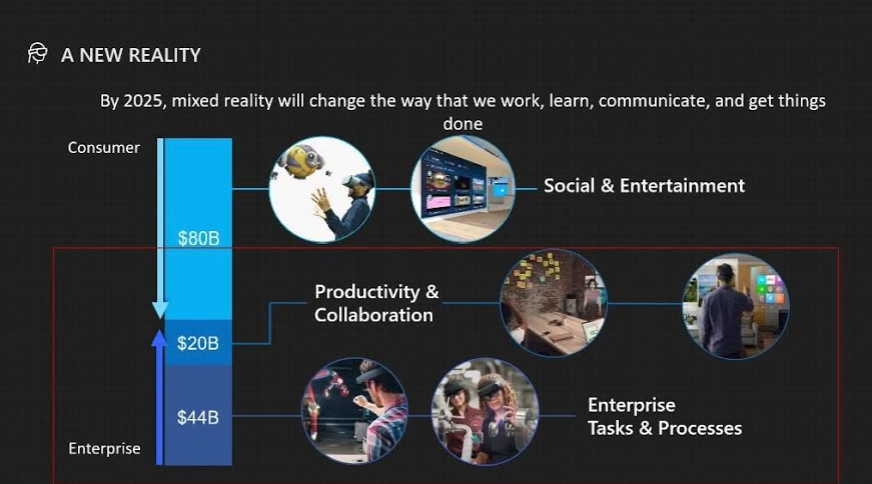 A NEW REALITY
By 2025, mixed reality will change the way that we work, learn, communicate, and get things
done
Consumer
Social & Entertainment
$80B
Productivity &
Collaboration
$20B
$44B
Enterprise
Tasks & Processes
Enterprise